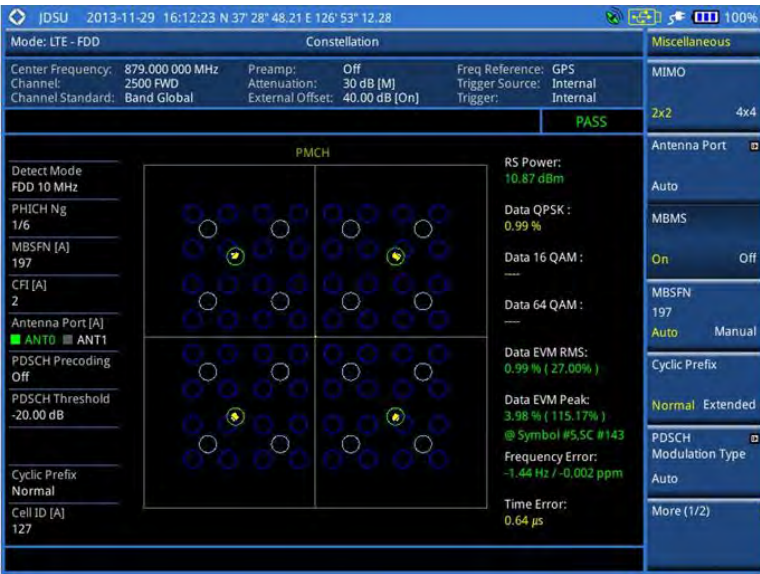 JDSU 2013-11-29 16:12:23 N 37' 28" 48.21 E 126' 53" 12.28 100%
Mode: LTE - FDD
Constellation
Center Frequency: 879.000 000 MHz
Channel: 2500 FWD
Channel Standard: Band Global
Preamp: Off
Attenuation: 30 dB [M]
External Offset: 40.00 dB [On]
Freq Reference: GPS
Trigger Source: Internal
Trigger: Internal
PASS
Detect Mode
FDD 10 MHz
PHICH Ng
1/6
MBSFN [A]
197
CFI [A]
2
Antenna Port [A]
ANT0 ANT1
PDSCH Precoding
Off
PDSCH Threshold
-20.00 dB
Cyclic Prefix
Normal
Cell ID [A]
127
PMCH
RS Power:
10.87 dBm
Data QPSK :
0.99 %
Data 16 QAM :
----
Data 64 QAM :
----
Data EVM RMS:
0.99 % ( 27.00% )
Data EVM Peak:
3.98 % ( 115.17% )
@ Symbol #5,SC #143
Frequency Error:
-1.44 Hz / -0.002 ppm
Time Error:
0.64 µs
Miscellaneous
MIMO
2x2 4x4
Antenna Port
Auto
MBMS
On Off
MBSFN
197
Auto Manual
Cyclic Prefix
Normal Extended
PDSCH
Modulation Type
Auto
More (1/2)